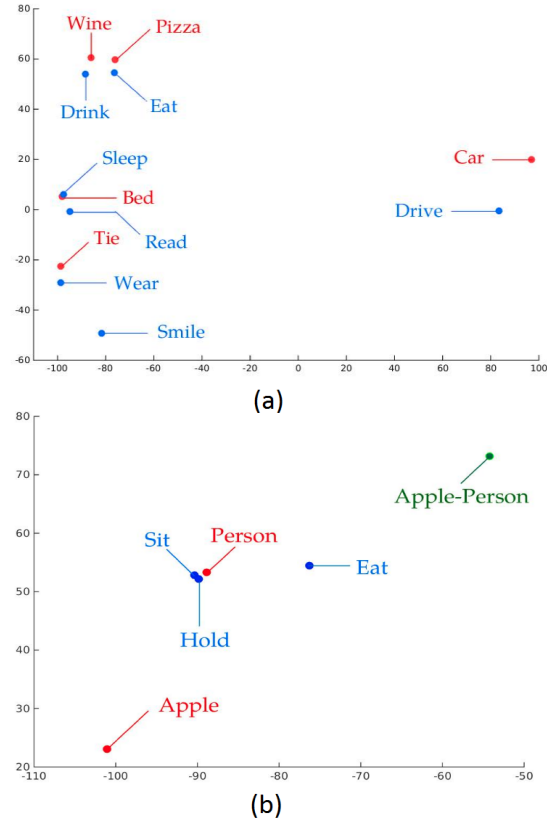 Wine
Pizza
80
60
Drink
Eat
40
Sleep
20
Car
Bed
Drive
0
Tie
Read
-20
Wear
-40
Smile
-60
-100 -80 -60 -40 -20 0 20 40 60 80 100
(a)
80
70
Apple-Person
60
Sit
Person
Eat
50
Hold
40
30
Apple
20
-110 -100 -90 -80 -70 -60 -50
(b)